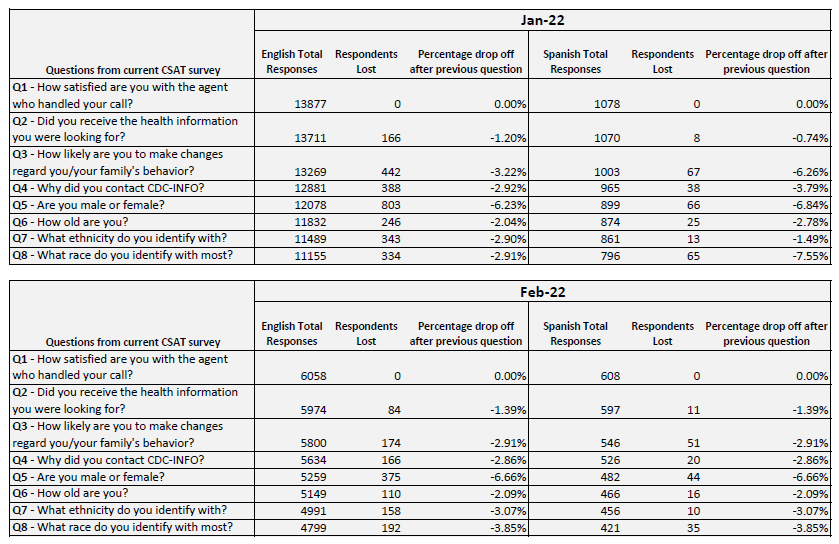 Jan-22
Questions from current CSAT survey English Total Responses Respondents Lost Percentage drop off after previous question Spanish Total Responses Respondents Lost Percentage drop off after previous question
Q1 - How satisfied are you with the agent
who handled your call? 13877 0 0.00% 1078 0 0.00%
Q2 - Did you receive the health information
you were looking for? 13711 166 -1.20% 1070 8 -0.74%
Q3 - How likely are you to make changes
regard you/your family's behavior? 13269 442 -3.22% 1003 67 -6.26%
Q4 - Why did you contact CDC-INFO? 12881 388 -2.92% 965 38 -3.79%
Q5 - Are you male or female? 12078 803 -6.23% 899 66 -6.84%
Q6 - How old are you? 11832 246 -2.04% 874 25 -2.78%
Q7 - What ethnicity do you identify with? 11489 343 -2.90% 861 13 -1.49%
Q8 - What race do you identify with most? 11155 334 -2.91% 796 65 -7.55%
Feb-22
Questions from current CSAT survey English Total Responses Respondents Lost Percentage drop off after previous question Spanish Total Responses Respondents Lost Percentage drop off after previous question
Q1 - How satisfied are you with the agent
who handled your call? 6058 0 0.00% 608 0 0.00%
Q2 - Did you receive the health information
you were looking for? 5974 84 -1.39% 597 11 -1.39%
Q3 - How likely are you to make changes
regard you/your family's behavior? 5800 174 -2.91% 546 51 -2.91%
Q4 - Why did you contact CDC-INFO? 5634 166 -2.86% 526 20 -2.86%
Q5 - Are you male or female? 5259 375 -6.66% 482 44 -6.66%
Q6 - How old are you? 5149 110 -2.09% 466 16 -2.09%
Q7 - What ethnicity do you identify with? 4991 158 -3.07% 456 10 -3.07%
Q8 - What race do you identify with most? 4799 192 -3.85% 421 35 -3.85%